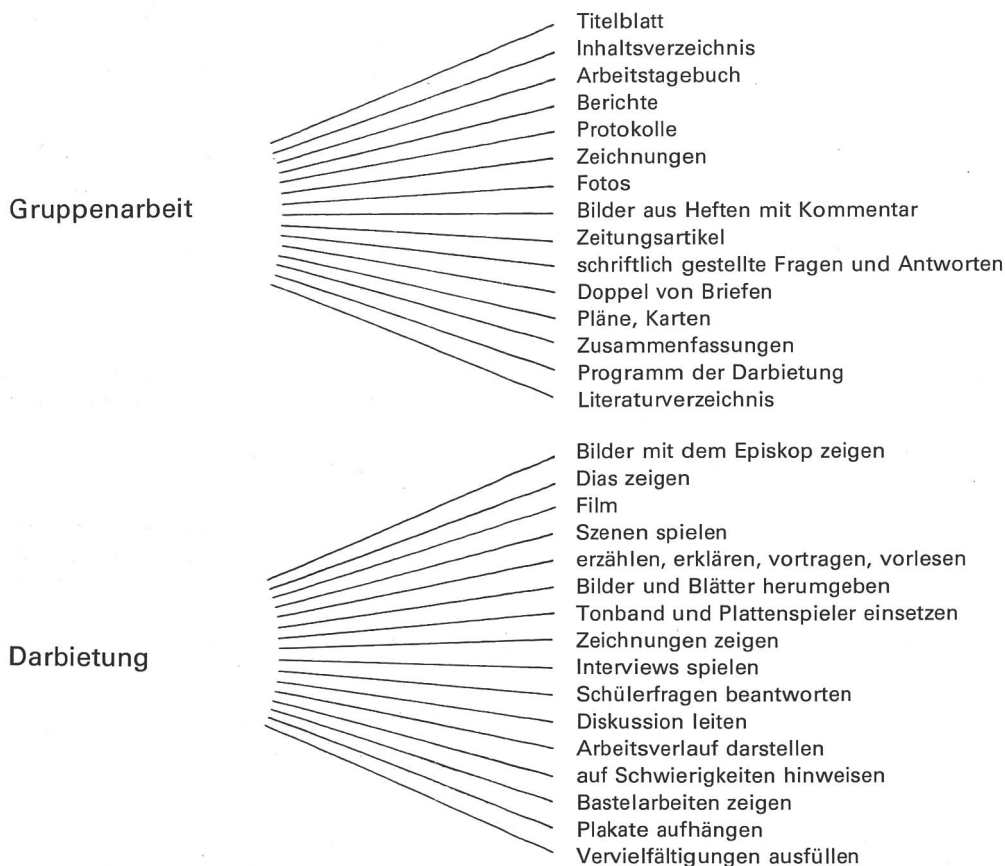 Gruppenarbeit
Titelblatt
Inhaltsverzeichnis
Arbeitstagebuch
Berichte
Protokolle
Zeichnungen
Fotos
Bilder aus Heften mit Kommentar
Zeitungsartikel
schriftlich gestellte Fragen und Antworten
Doppel von Briefen
Pläne, Karten
Zusammenfassungen
Programm der Darbietung
Literaturverzeichnis
Darbietung
Bilder mit dem Episkop zeigen
Dias zeigen
Film
Szenen spielen
erzählen, erklären, vortragen, vorlesen
Bilder und Blätter herumgeben
Tonband und Plattenspieler einsetzen
Zeichnungen zeigen
Interviews spielen
Schülerfragen beantworten
Diskussion leiten
Arbeitsverlauf darstellen
auf Schwierigkeiten hinweisen
Bastelarbeiten zeigen
Plakate aufhängen
Vervielfältigungen ausfüllen